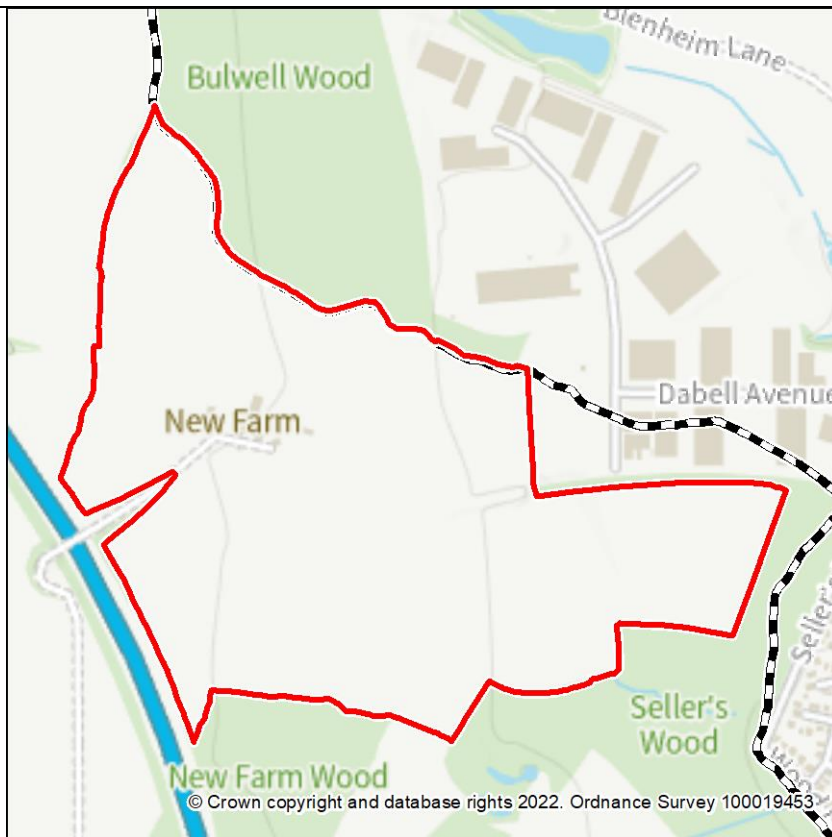 Blenheim Lane
Bulwell Wood
Dabell Avenue
New Farm
Seller's
Seller's
Wood
New Farm Wood
© Crown copyright and database rights 2022. Ordnance Survey 100019453